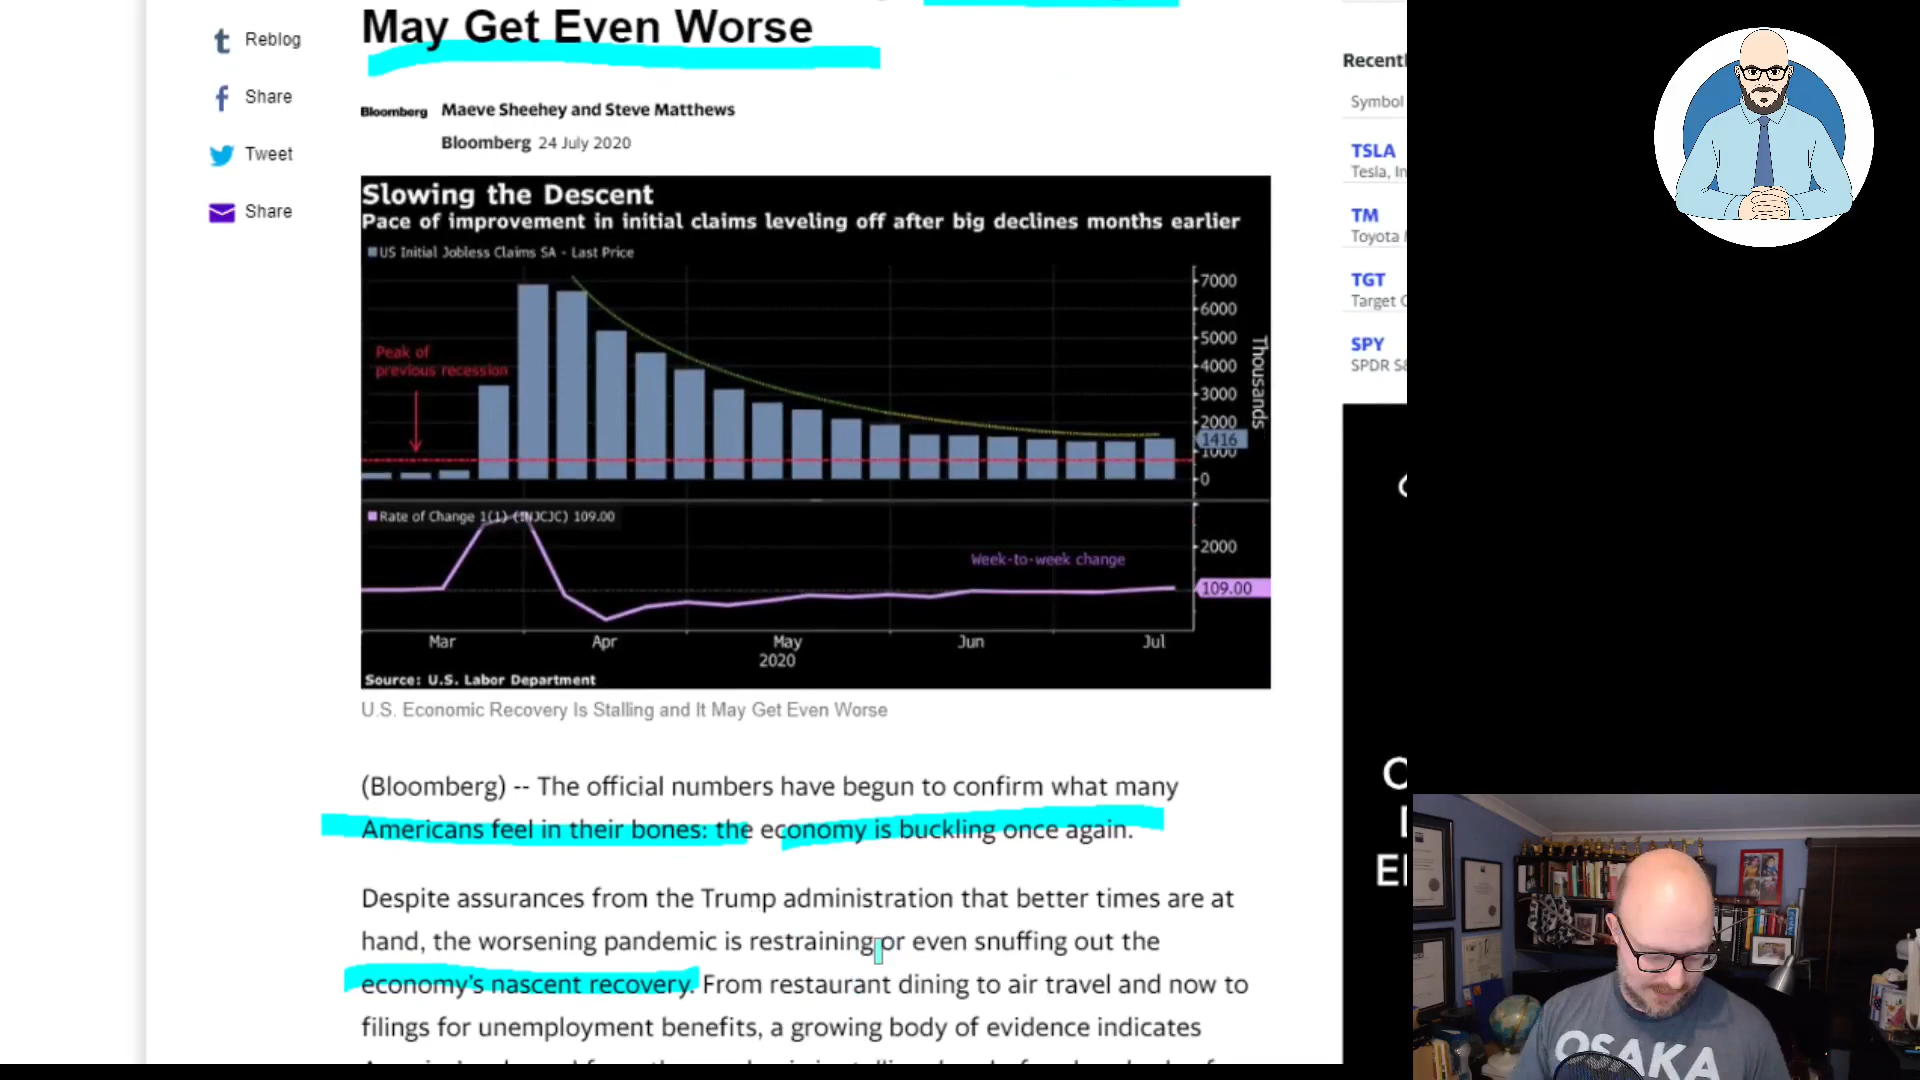 May Get Even Worse
Reblog
Share
Tweet
Share
Bloomberg
Maeve Sheehey and Steve Matthews
Bloomberg 24 July 2020
Slowing the Descent
Pace of improvement in initial claims leveling off after big declines months earlier
US Initial Jobless Claims SA - Last Price
Peak of
previous recession
7000
6000
5000
4000
3000
2000
1416
1000
0
Thousands
Rate of Change 1(1) (INJCJC) 109.00
Week-to-week change
2000
109.00
Mar
Apr
May
Jun
Jul
2020
Source: U.S. Labor Department
U.S. Economic Recovery Is Stalling and It May Get Even Worse
(Bloomberg) -- The official numbers have begun to confirm what many
Americans feel in their bones: the economy is buckling once again.
Despite assurances from the Trump administration that better times are at
hand, the worsening pandemic is restraining or even snuffing out the
economy's nascent recovery. From restaurant dining to air travel and now to
filings for unemployment benefits, a growing body of evidence indicates
Recent
Symbol
TSLA
Tesla, In
TM
Toyota
TGT
Target
SPY
SPDR S&
OSAKA